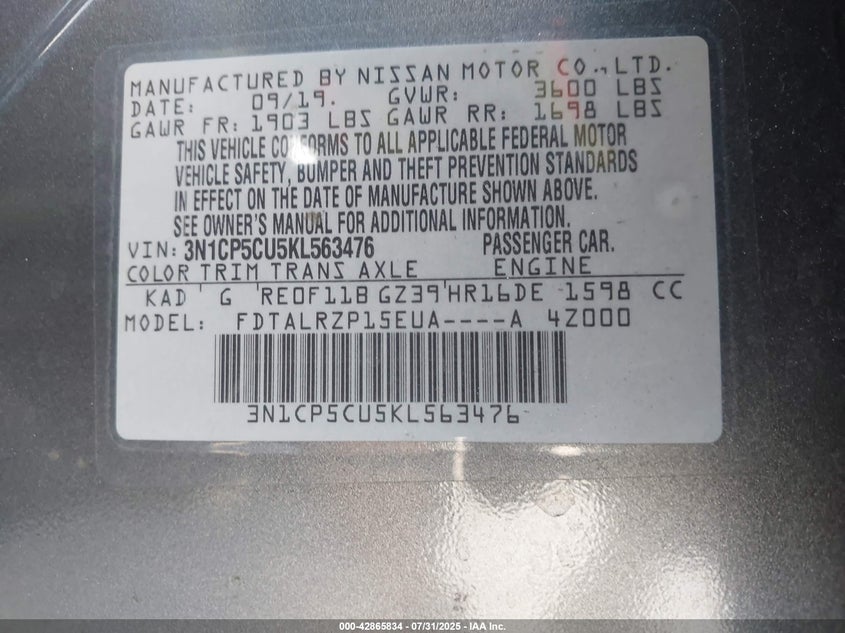 MANUFACTURED BY NISSAN MOTOR CO., LTD.
DATE: 09/19. GVWR: 3600 LBS
GAWR FR: 1903 LBS GAWR RR: 1698 LBS
THIS VEHICLE CONFORMS TO ALL APPLICABLE FEDERAL MOTOR
VEHICLE SAFETY, BUMPER AND THEFT PREVENTION STANDARDS
IN EFFECT ON THE DATE OF MANUFACTURE SHOWN ABOVE.
SEE OWNER'S MANUAL FOR ADDITIONAL INFORMATION.
VIN: 3N1CP5CU5KL563476 PASSENGER CAR.
COLOR TRIM TRANS AXLE ENGINE
KAD G RE0F11B GZ39 HR16DE 1598 CC
MODEL: FDTALRZP15EUA----A 4Z000
3N1CP5CU5KL563476
000-42865834 / 07/31/2025 - IAA Inc.